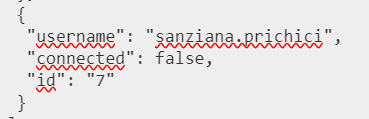 },
{
"username": "sanziana.prichici",
"connected": false,
"id": "7"
}